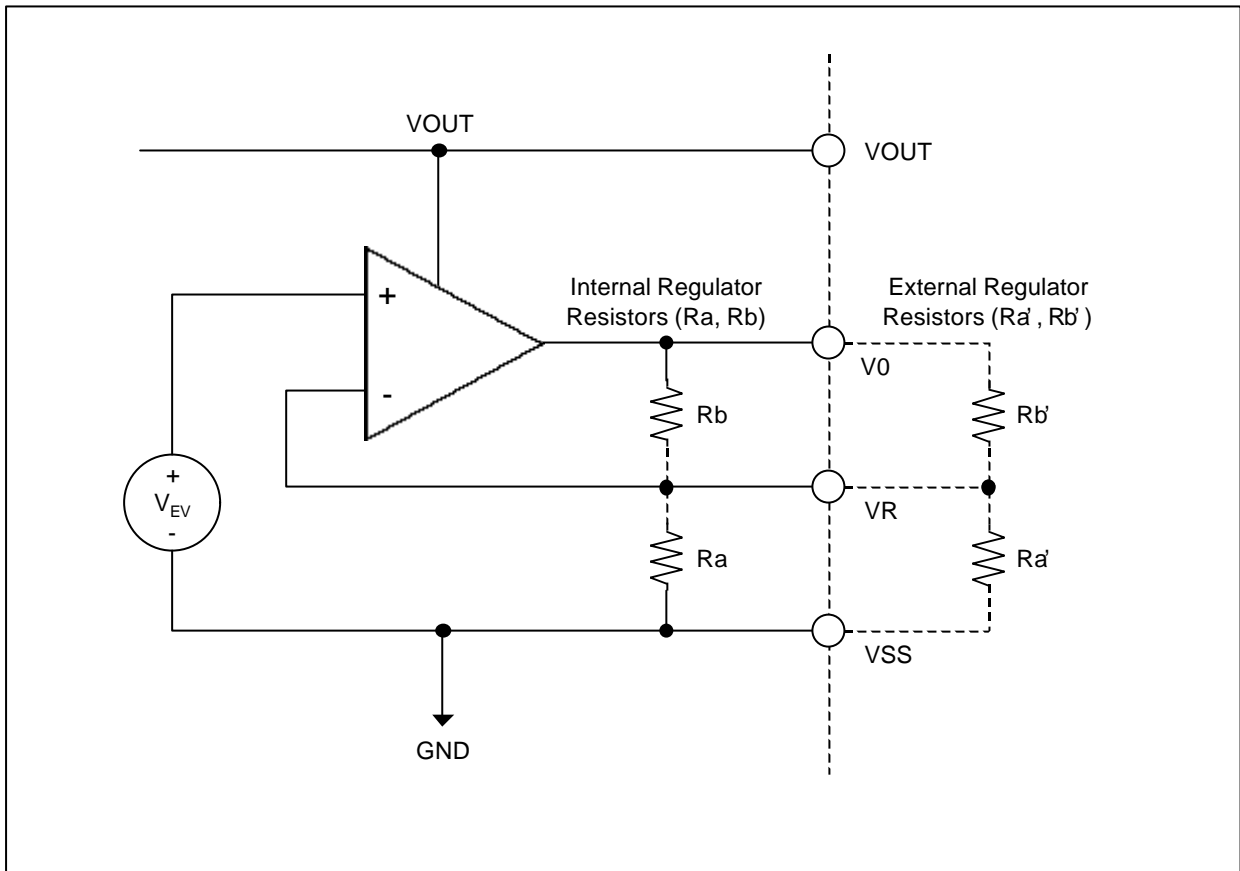 VOUT
VOUT
Internal Regulator
Resistors (Ra, Rb)
External Regulator
Resistors (Ra', Rb')
+
-
V0
Rb
Rb'
+
VEV
-
VR
Ra
Ra'
VSS
GND